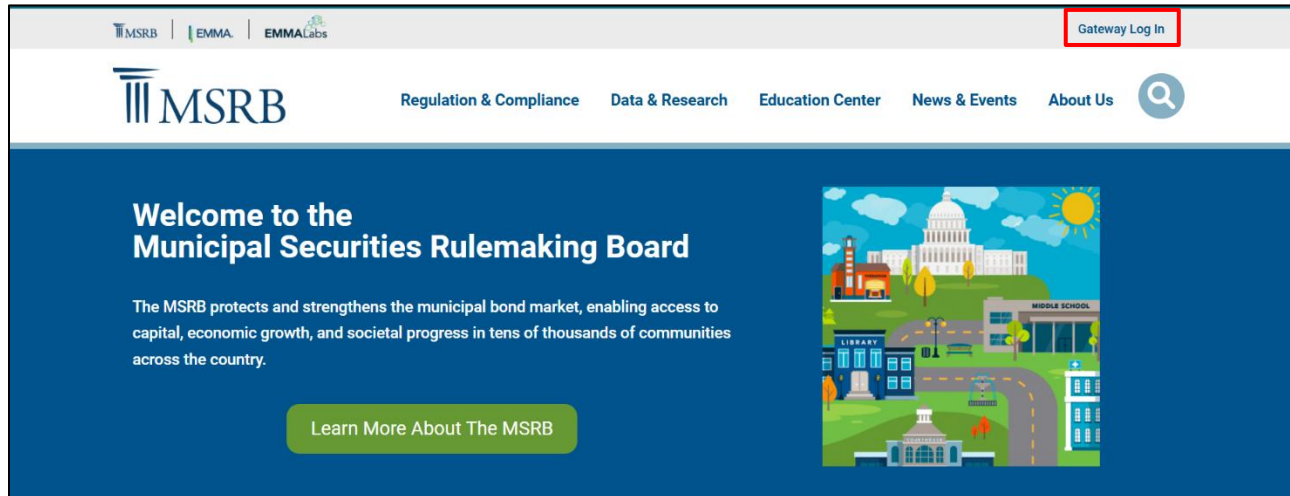 MSRB EMMA. EMMALabs Gateway Log In
MSRB Regulation & Compliance Data & Research Education Center News & Events About Us
Welcome to the
Municipal Securities Rulemaking Board
The MSRB protects and strengthens the municipal bond market, enabling access to
capital, economic growth, and societal progress in tens of thousands of communities
across the country.
Learn More About The MSRB
MIDDLE SCHOOL
LIBRARY